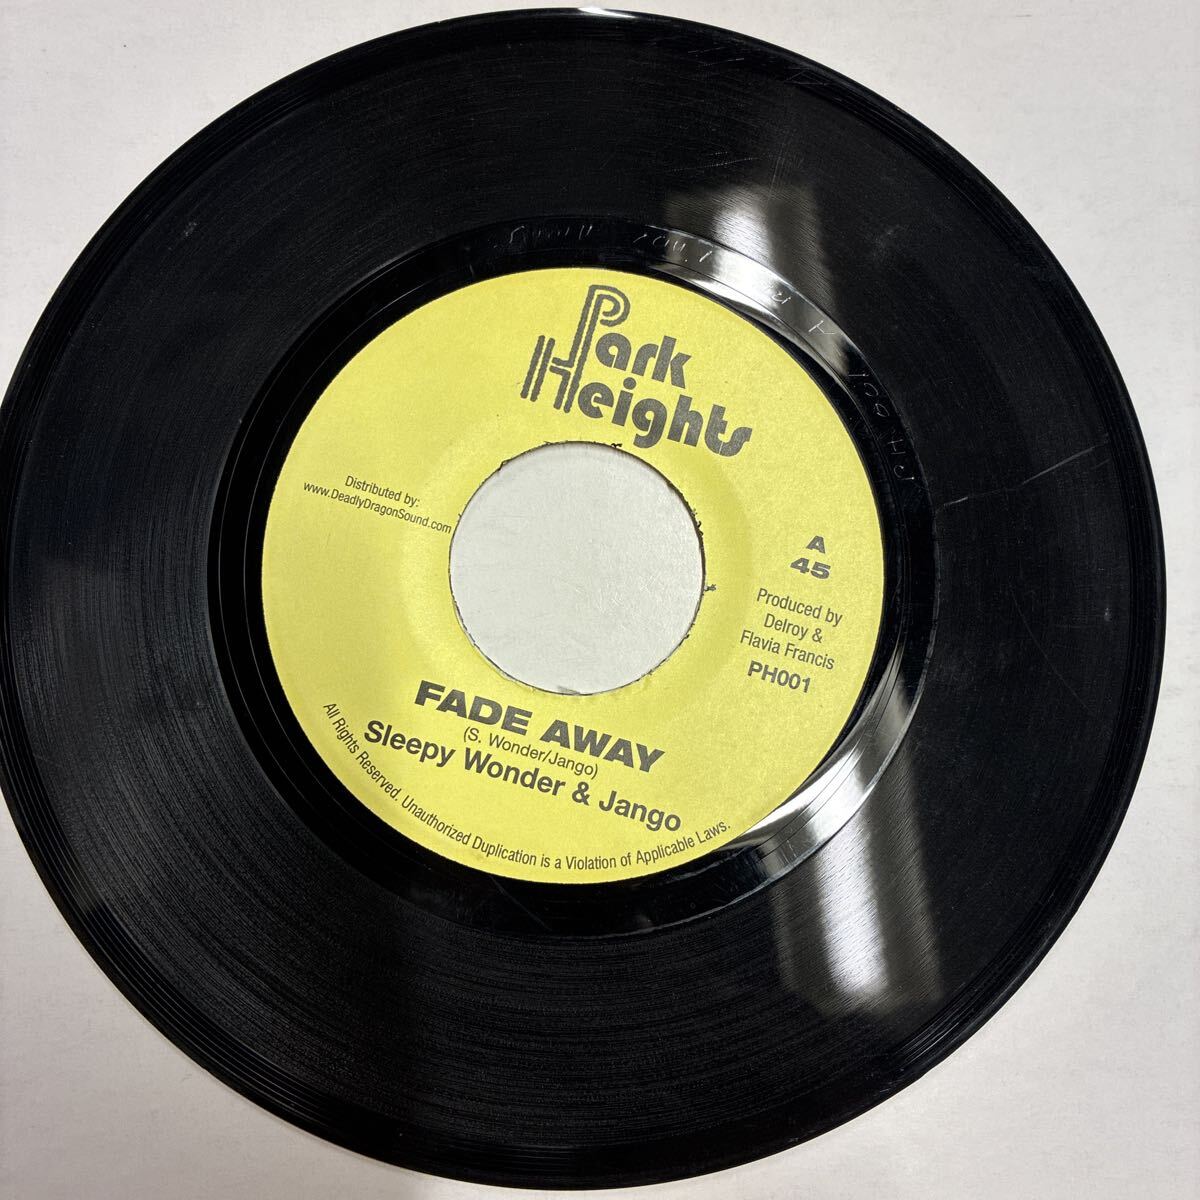 Park
Heights
Distributed by:
www.DeadlyDragonSound.com
A
45
Produced by
Delroy &
Flavia Francis
PH001
FADE AWAY
(S. Wonder/Jango)
Sleepy Wonder & Jango
All Rights Reserved. Unauthorized Duplication is a Violation of Applicable Laws.